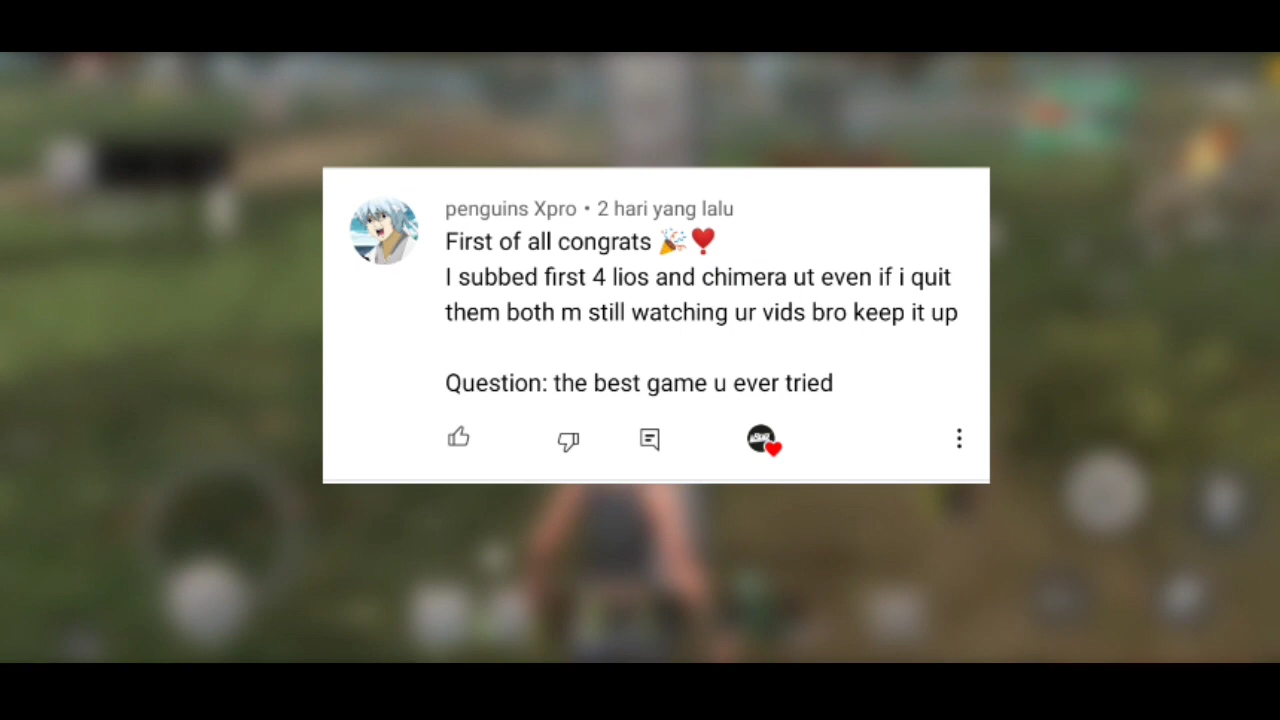 penguins Xpro • 2 hari yang lalu
First of all congrats 🎉❣️
I subbed first 4 lios and chimera ut even if i quit
them both m still watching ur vids bro keep it up
Question: the best game u ever tried